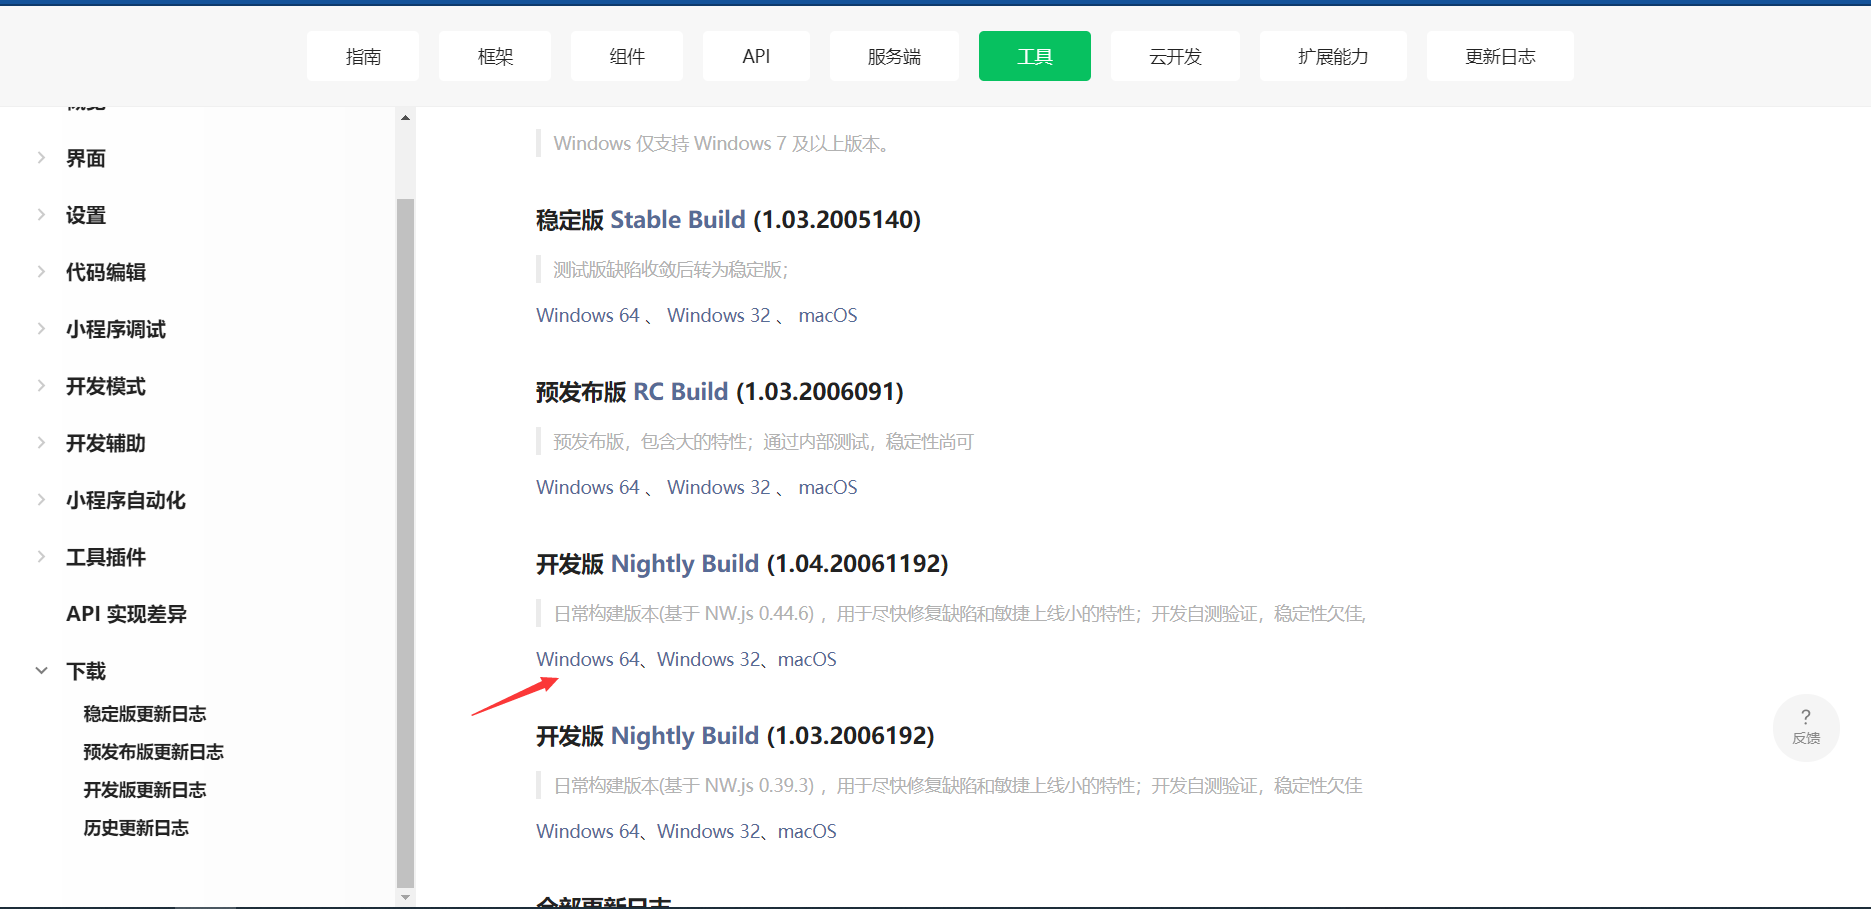 指南
框架
组件
API
服务端
工具
云开发
扩展能力
更新日志
概览
界面
设置
代码编辑
小程序调试
开发模式
开发辅助
小程序自动化
工具插件
API 实现差异
下载
稳定版更新日志
预发布版更新日志
开发版更新日志
历史更新日志
Windows 仅支持 Windows 7 及以上版本。
稳定版 Stable Build (1.03.2005140)
测试版缺陷收敛后转为稳定版；
Windows 64 、 Windows 32 、 macOS
预发布版 RC Build (1.03.2006091)
预发布版，包含大的特性；通过内部测试，稳定性尚可
Windows 64 、 Windows 32 、 macOS
开发版 Nightly Build (1.04.20061192)
日常构建版本(基于 NW.js 0.44.6) ，用于尽快修复缺陷和敏捷上线小的特性；开发自测验证，稳定性欠佳,
Windows 64、Windows 32、macOS
开发版 Nightly Build (1.03.2006192)
日常构建版本(基于 NW.js 0.39.3) ，用于尽快修复缺陷和敏捷上线小的特性；开发自测验证，稳定性欠佳
Windows 64、Windows 32、macOS
全部更新日志
?
反馈